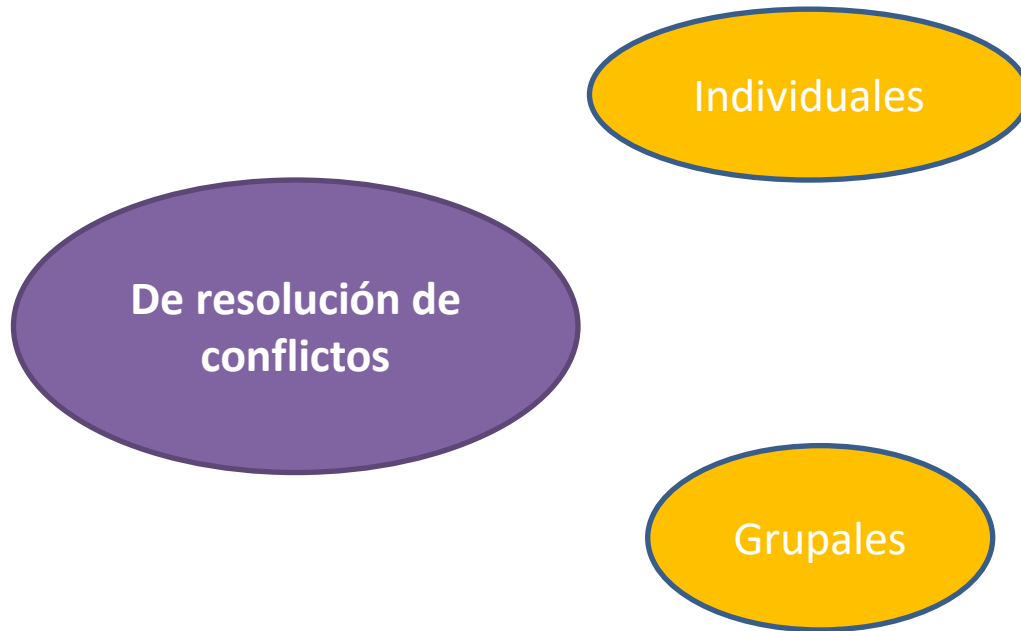 Individuales
De resolución de
conflictos
Grupales